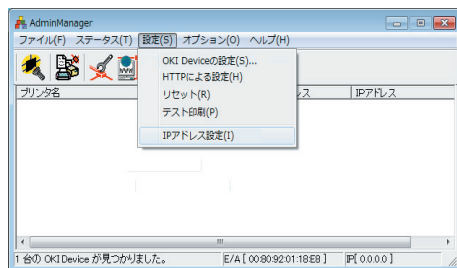 AdminManager
ファイル(F) ステータス(T) 設定(S) オプション(O) ヘルプ(H)
OKI Deviceの設定(S)...
HTTPによる設定(H)
リセット(R)
テスト印刷(P)
IPアドレス設定(I)
プリンタ名 レス IPアドレス
1 台の OKI Device が見つかりました。 E/A [ 00:80:92:01:18:E8 ] IP[ 0.0.0.0 ]